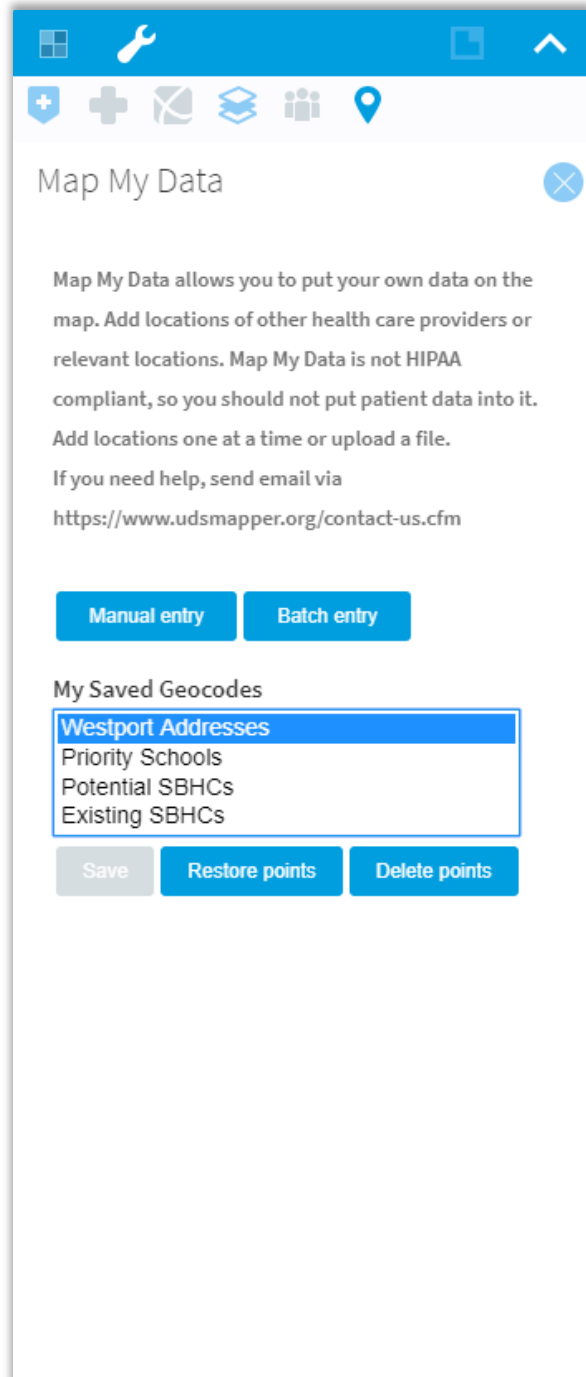 Map My Data
Map My Data allows you to put your own data on the
map. Add locations of other health care providers or
relevant locations. Map My Data is not HIPAA
compliant, so you should not put patient data into it.
Add locations one at a time or upload a file.
If you need help, send email via
https://www.udsmapper.org/contact-us.cfm
Manual entry Batch entry
My Saved Geocodes
Westport Addresses
Priority Schools
Potential SBHCs
Existing SBHCs
Save Restore points Delete points